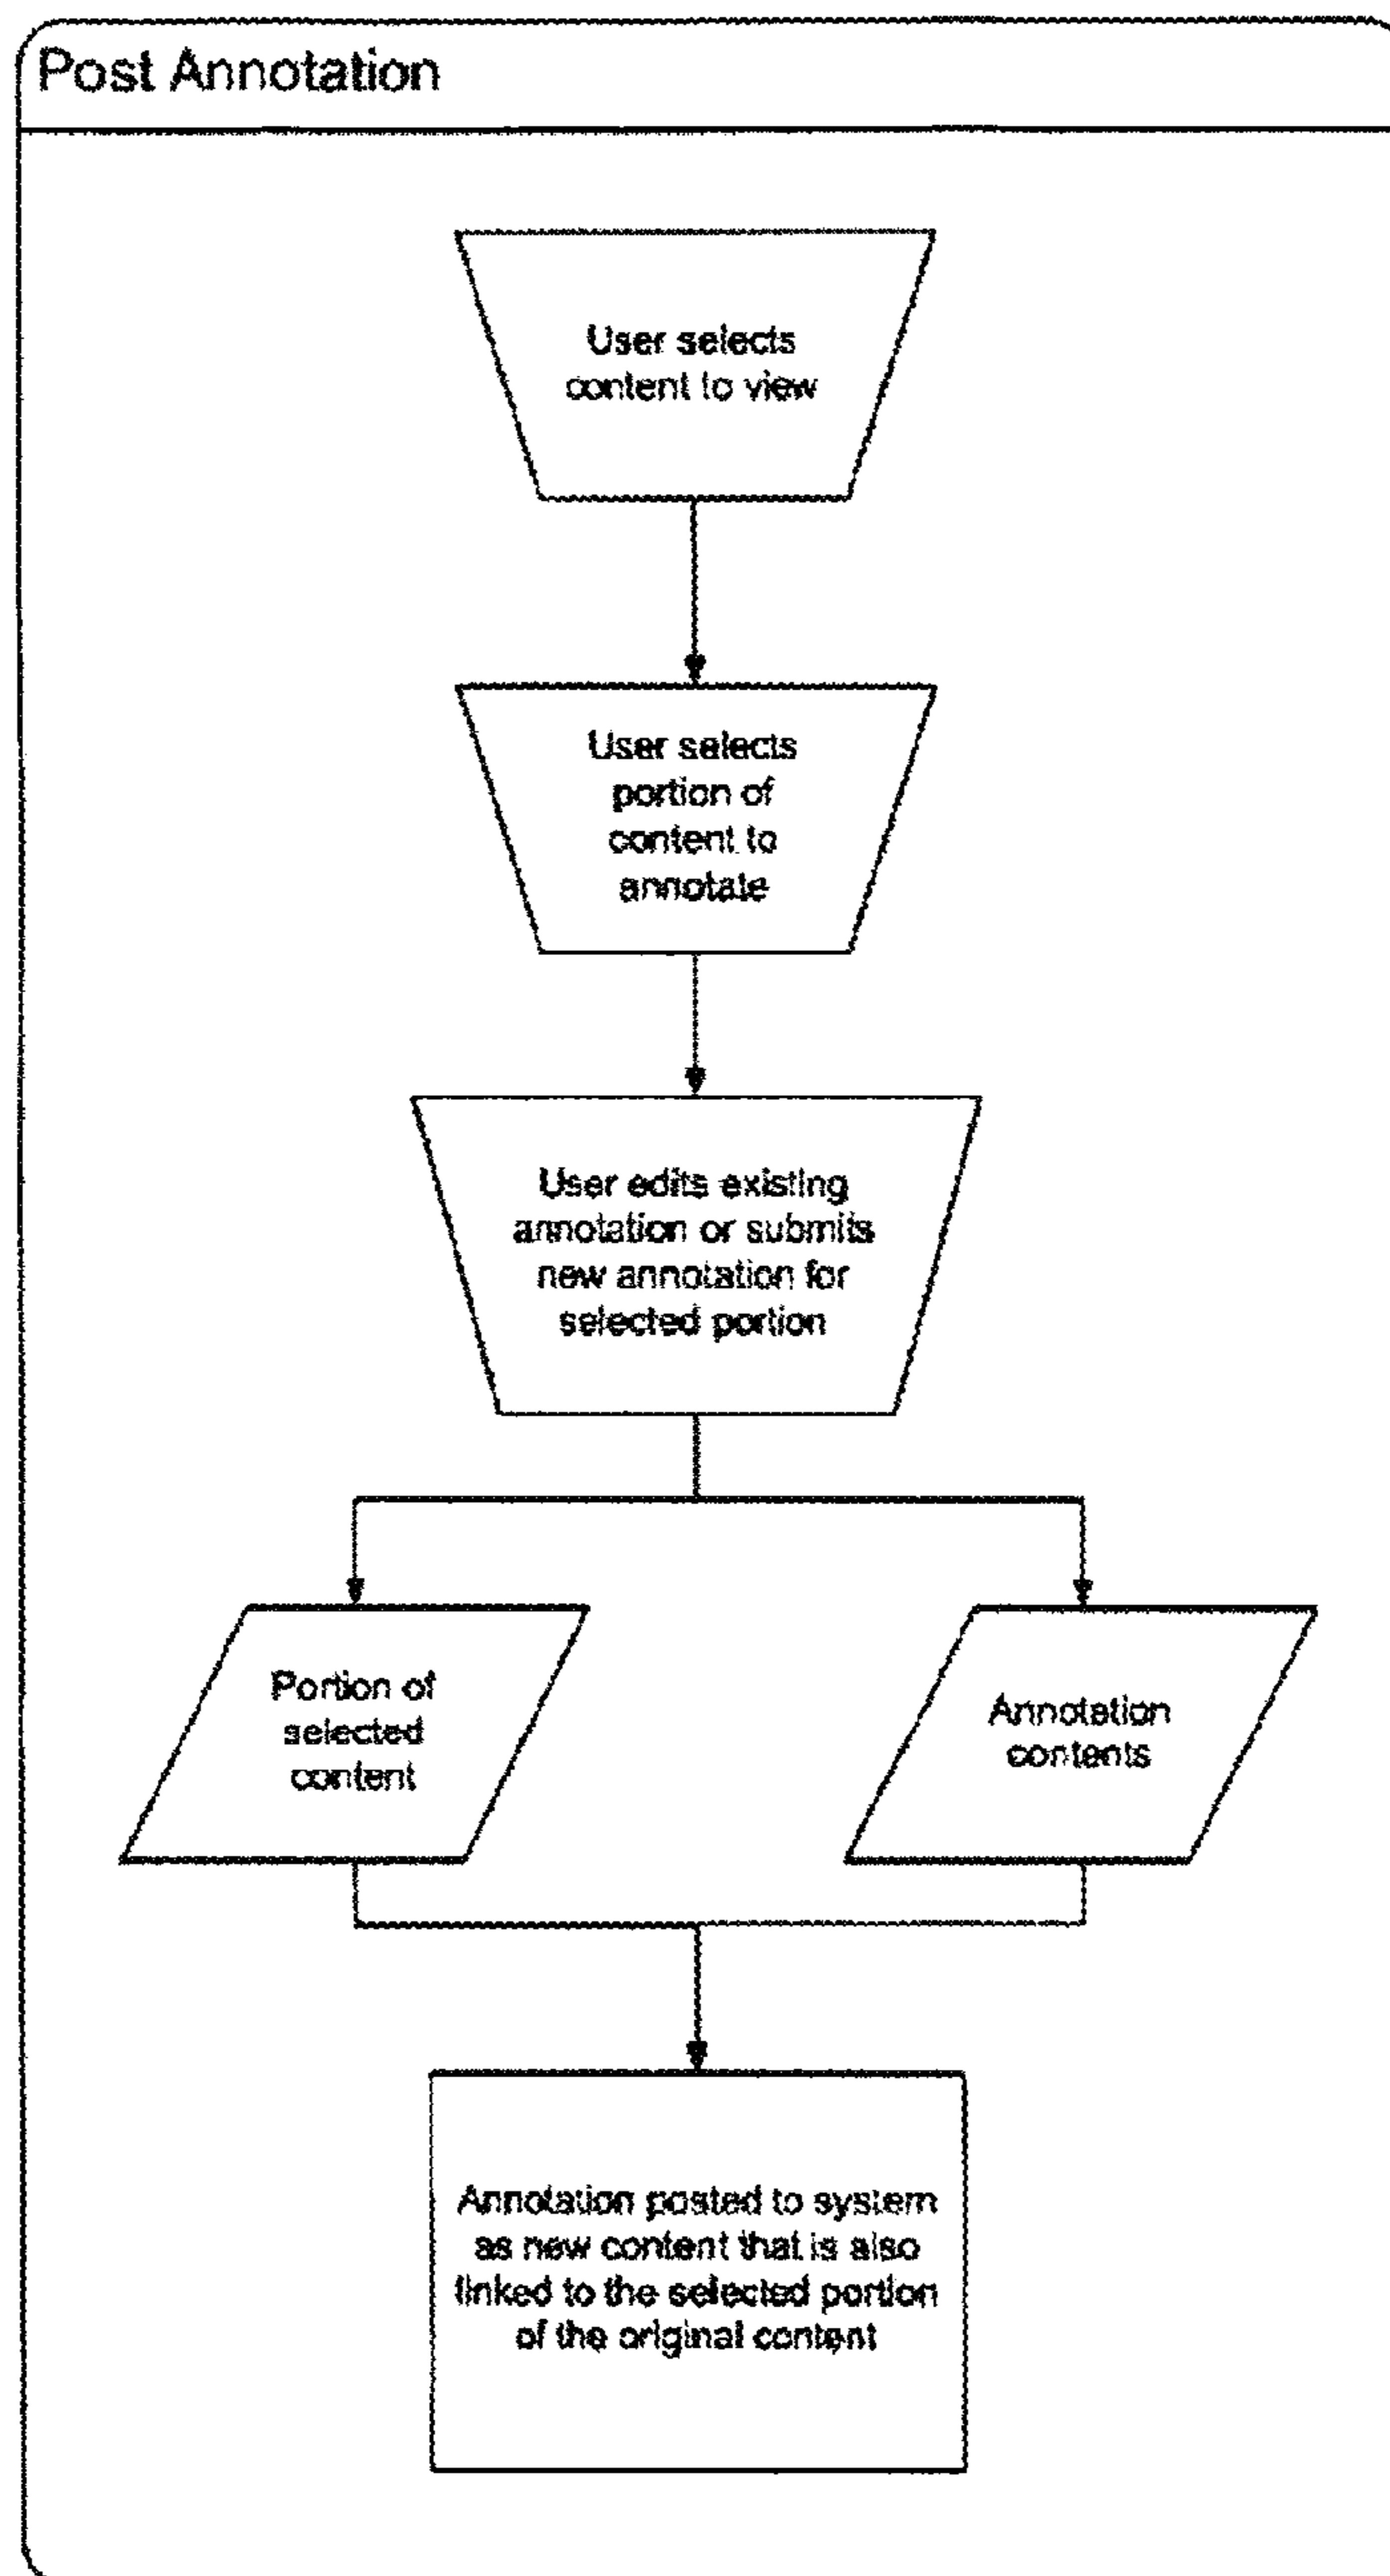 Post Annotation
User selects
content to view
User selects
portion of
content to
annotate
User edits existing
annotation or submits
new annotation for
selected portion
Portion of
selected
content
Annotation
contents
Annotation posted to system
as new content that is also
linked to the selected portion
of the original content